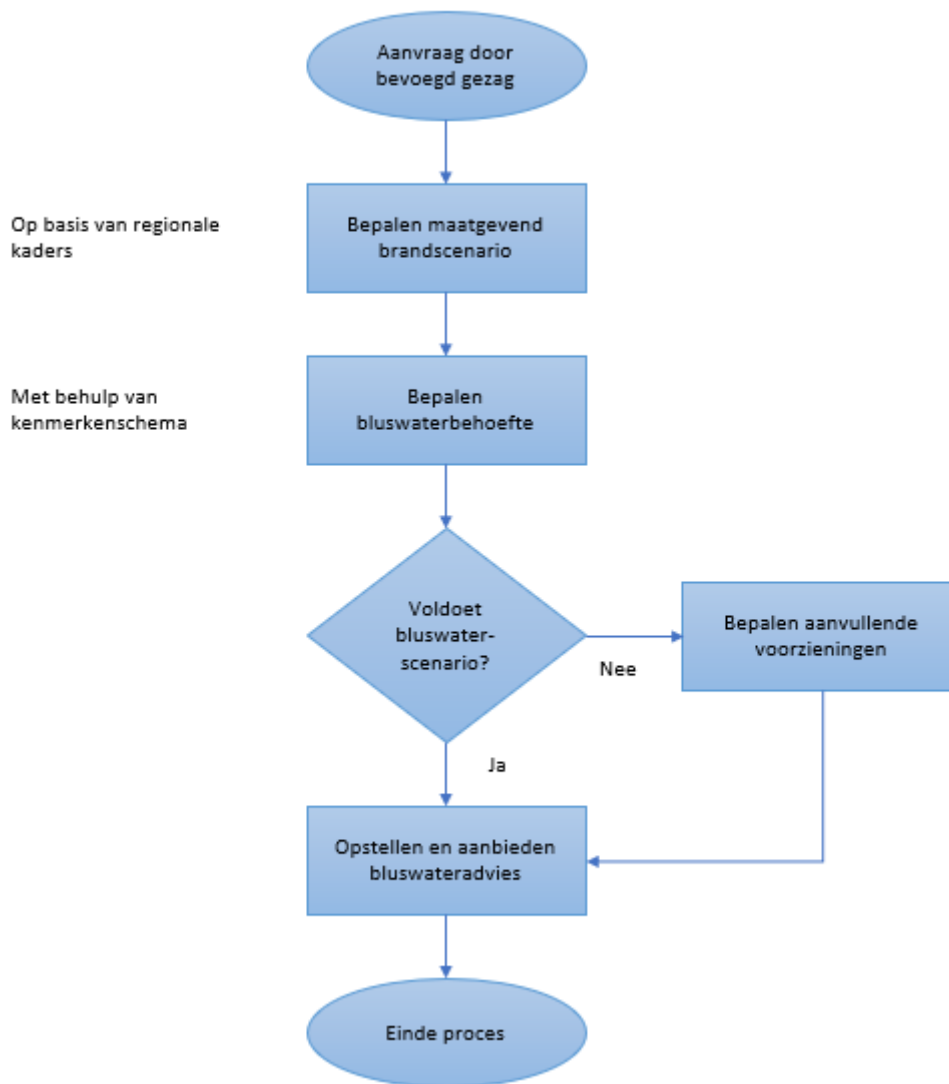 Aanvraag door
bevoegd gezag
Op basis van regionale
kaders
Bepalen maatgevend
brandscenario
Met behulp van
kenmerkenschema
Bepalen
bluswaterbehoefte
Voldoet
bluswater-
scenario?
Nee
Bepalen aanvullende
voorzieningen
Ja
Opstellen en aanbieden
bluswateradvies
Einde proces